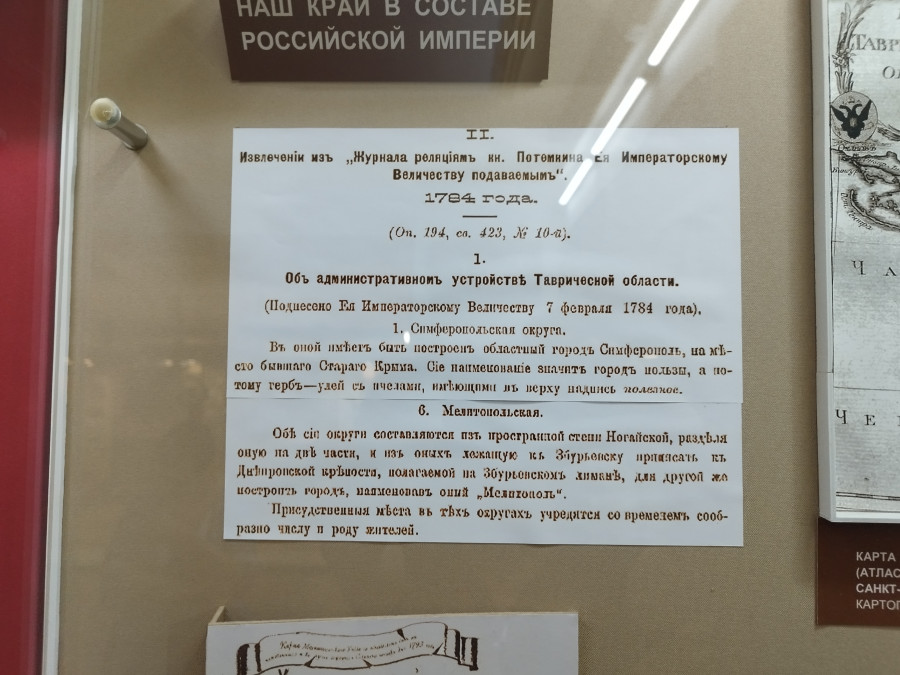 НАШ КРАЙ В СОСТАВЕ
РОССИЙСКОЙ ИМПЕРИИ
II.
Извлеченіи изъ „Журнала реляціямъ кн. Потемкина Ея Императорскому
Величеству подаваемымъ“.
1784 года.
(Оп. 194, св. 423, № 10-й).
1.
Объ административномъ устройствѣ Таврической области.
(Поднесено Ея Императорскому Величеству 7 февраля 1784 года).
1. Симферопольская округа.
Въ оной имѣетъ быть построенъ областный городъ Симферополь, на мѣ-
сто бывшаго Стараго Крыма. Сіе наименованіе значитъ городъ пользы, а по-
тому гербъ—улей съ пчелами, имѣющими въ верху надпись полезное.
6. Мелитопольская.
Обѣ сіи округи составляются изъ пространной степи Ногайской, раздѣля
оную на двѣ части, и изъ оныхъ лежащую къ Збурьевску приписать къ
Днѣпровской крѣпости, полагаемой на Збурьевскомъ лиманѣ, для другой же
построить городъ, наименовавъ оный „Мелитополь“.
Присудственныя мѣста въ тѣхъ округахъ учредятся со временемъ сооб-
разно числу и роду жителей.
КАРТА
(АТЛАС
САНКТ-
КАРТОГ